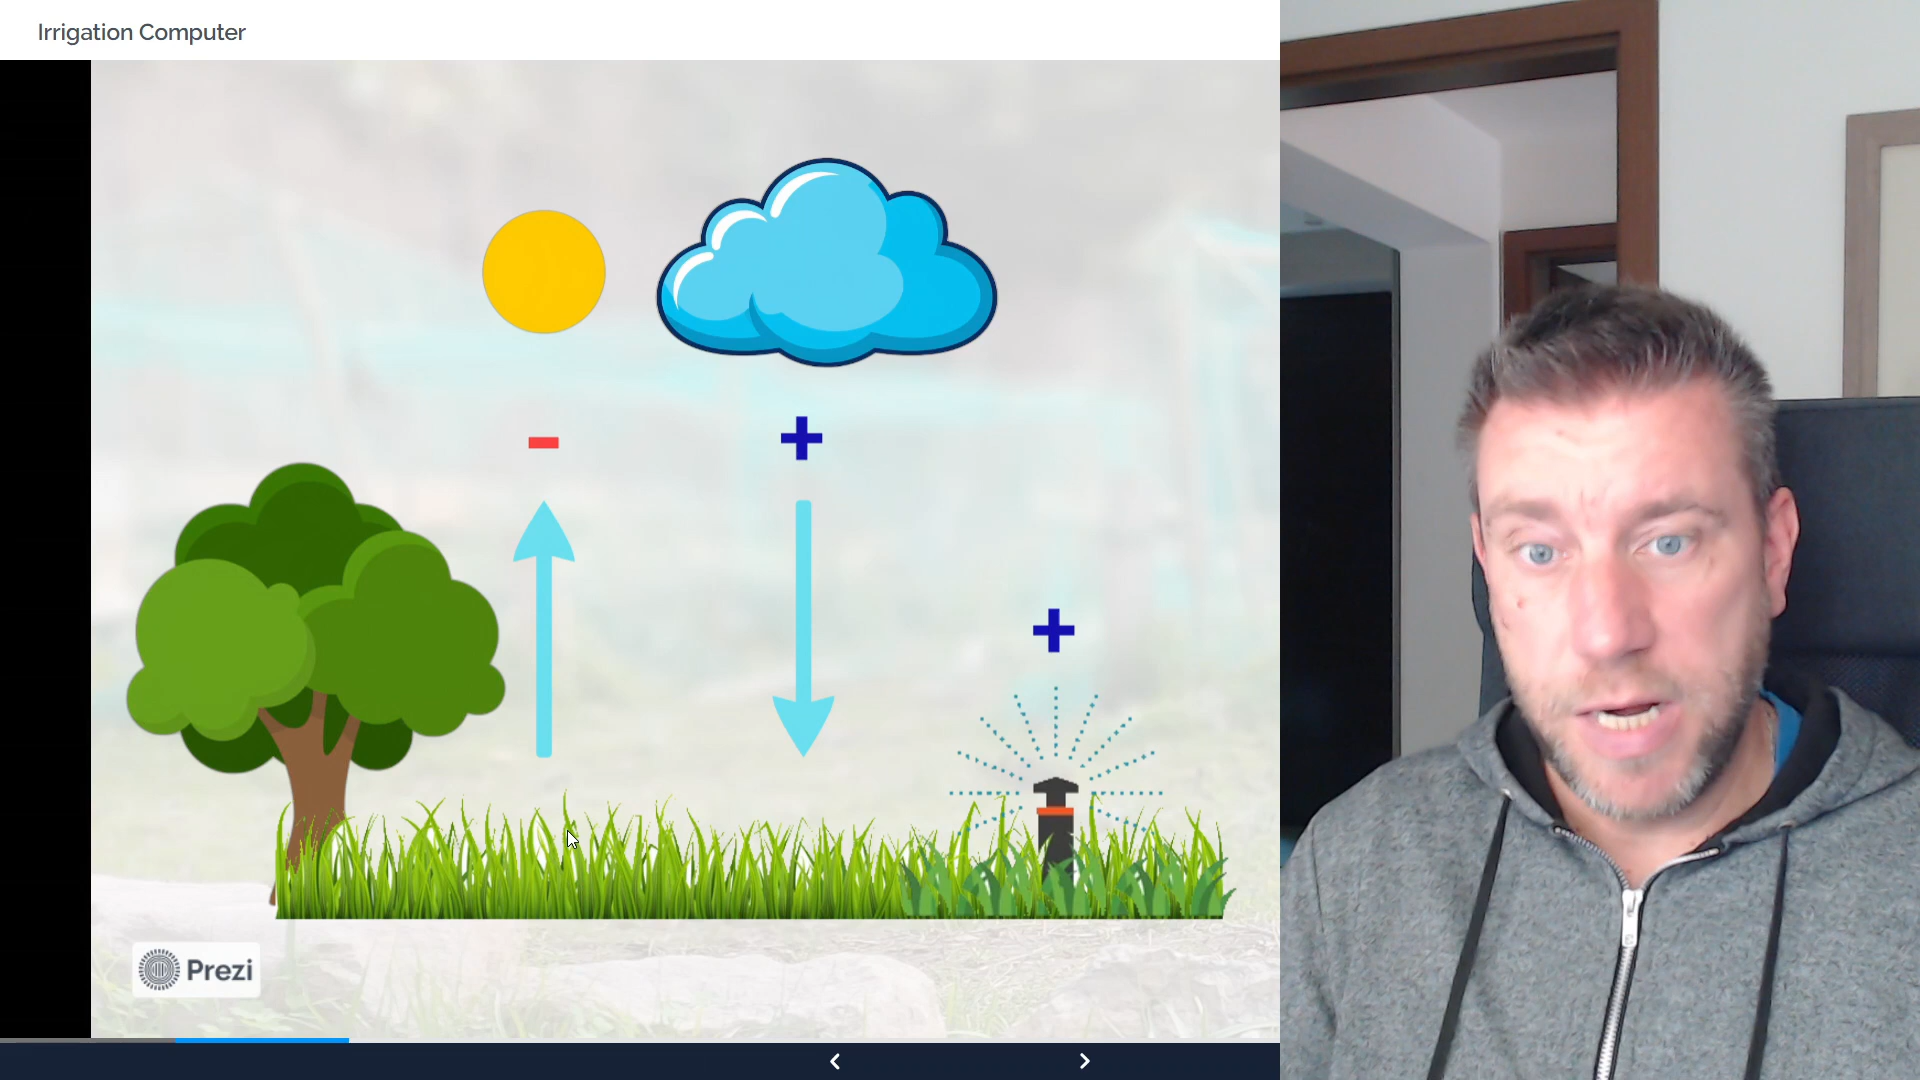 Irrigation Computer
-
+
+
Prezi